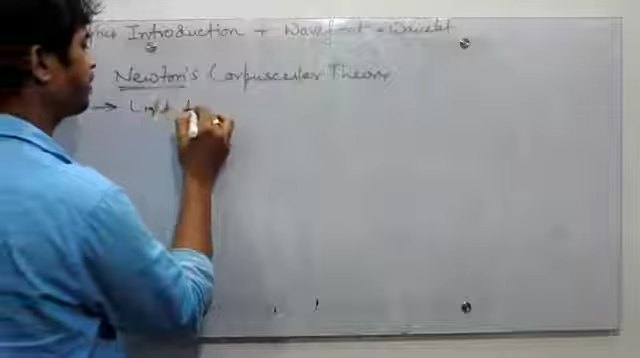 Introduction + Wavefront + Wavelet
Newton's Corpuscular Theory
→ Light